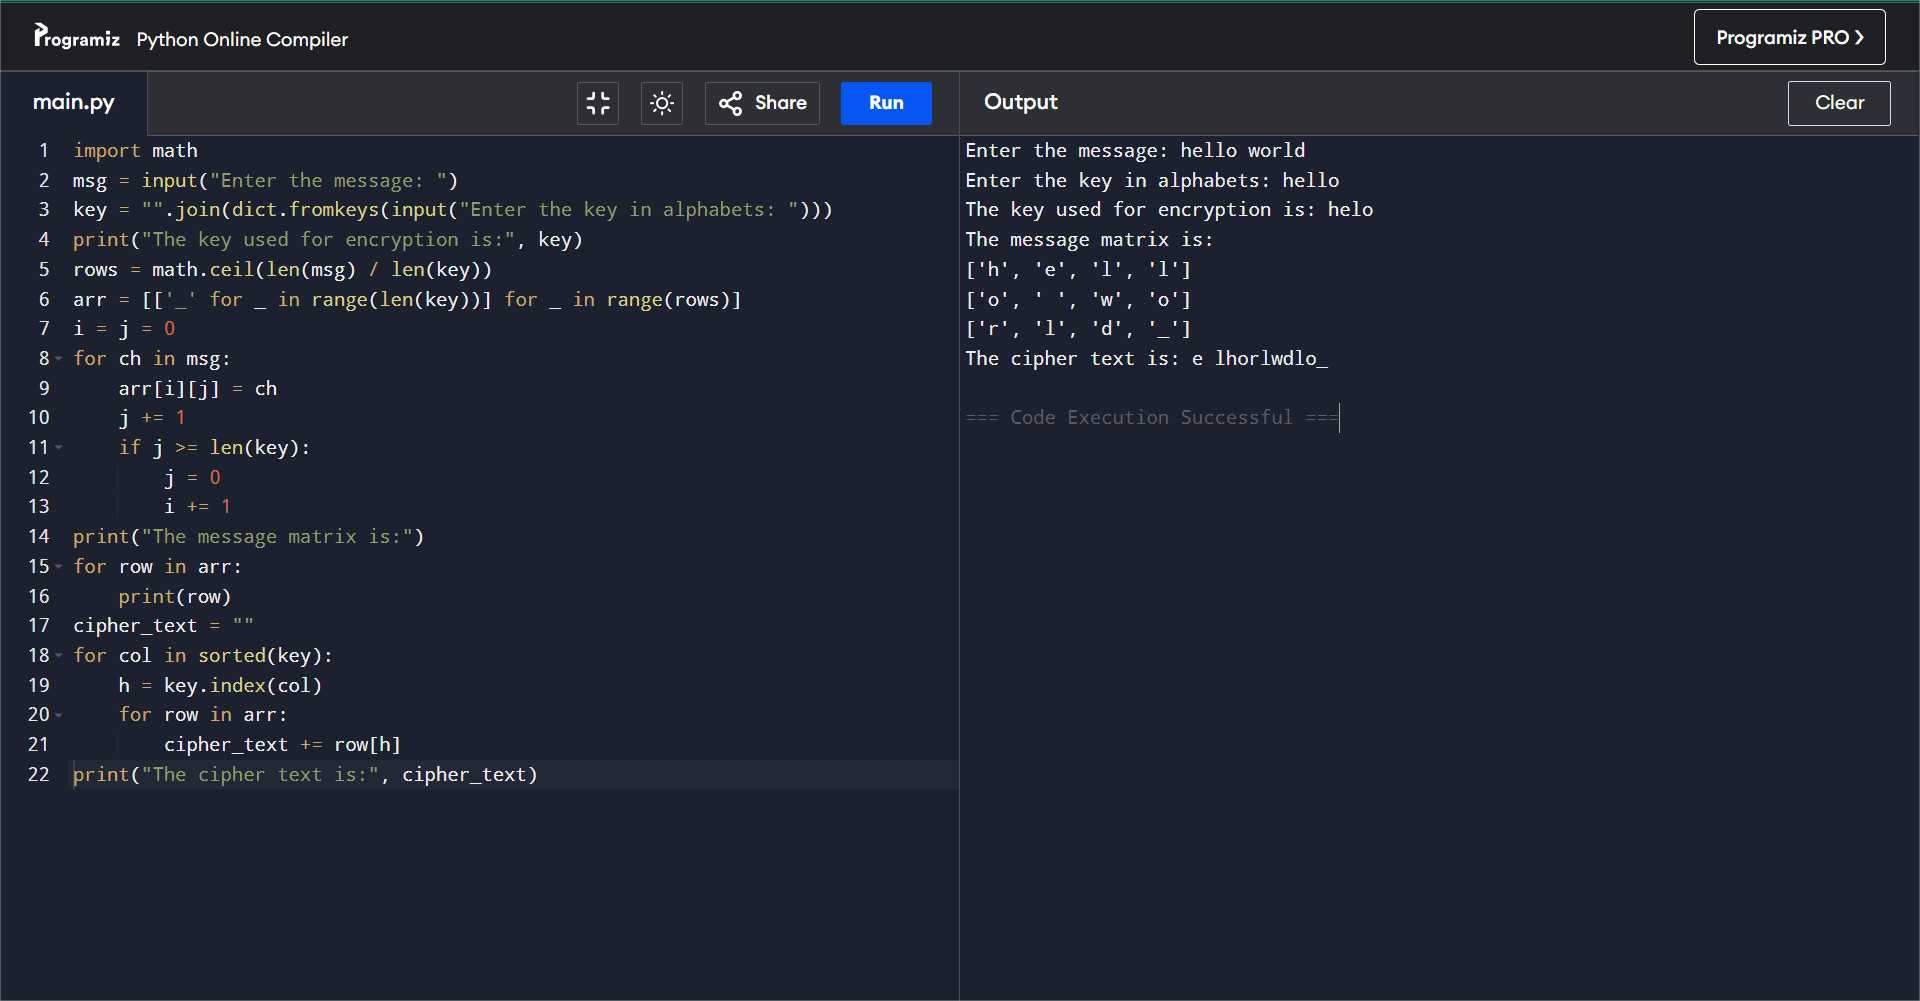 Programiz Python Online Compiler
Programiz PRO ❯
main.py
Share
Run
Output
Clear
1 import math
2 msg = input("Enter the message: ")
3 key = "".join(dict.fromkeys(input("Enter the key in alphabets: ")))
4 print("The key used for encryption is:", key)
5 rows = math.ceil(len(msg) / len(key))
6 arr = [['_' for _ in range(len(key))] for _ in range(rows)]
7 i = j = 0
8 for ch in msg:
9     arr[i][j] = ch
10     j += 1
11     if j >= len(key):
12         j = 0
13         i += 1
14 print("The message matrix is:")
15 for row in arr:
16     print(row)
17 cipher_text = ""
18 for col in sorted(key):
19     h = key.index(col)
20     for row in arr:
21         cipher_text += row[h]
22 print("The cipher text is:", cipher_text)
Enter the message: hello world
Enter the key in alphabets: hello
The key used for encryption is: helo
The message matrix is:
['h', 'e', 'l', 'l']
['o', ' ', 'w', 'o']
['r', 'l', 'd', '_']
The cipher text is: e lhorlwdlo_
=== Code Execution Successful ===